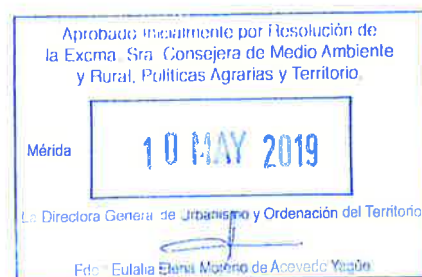 Aprobado Inicialmente por Resolución de
la Excma. Sra. Consejera de Medio Ambiente
y Rural, Políticas Agrarias y Territorio.
Mérida
10 MAY 2019
La Directora General de Urbanismo y Ordenación del Territorio
Fdo.: Eulalia Elena Moreno de Acevedo Yagüe